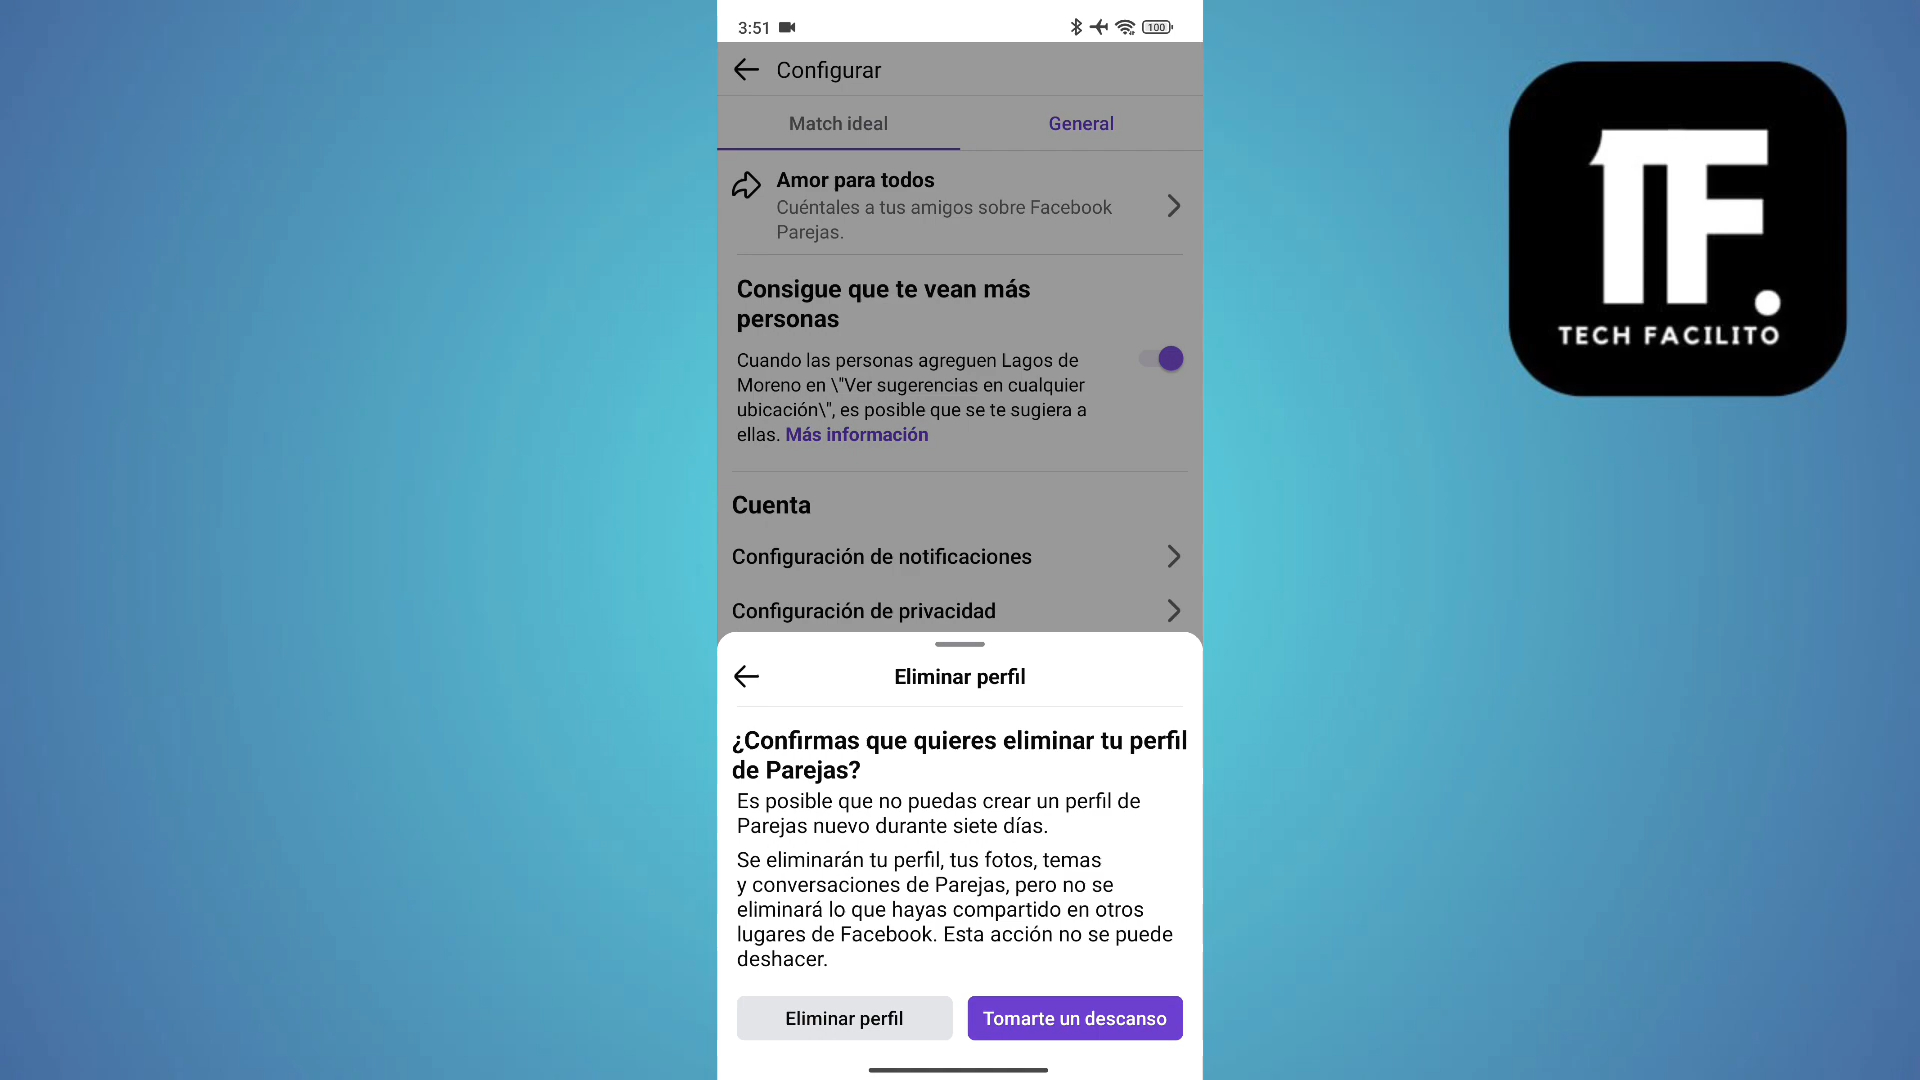 3:51
100
Configurar
Match ideal
General
Amor para todos
Cuéntales a tus amigos sobre Facebook
Parejas.
Consigue que te vean más
personas
Cuando las personas agreguen Lagos de
Moreno en \"Ver sugerencias en cualquier
ubicación\", es posible que se te sugiera a
ellas. Más información
Cuenta
Configuración de notificaciones
Configuración de privacidad
Eliminar perfil
¿Confirmas que quieres eliminar tu perfil
de Parejas?
Es posible que no puedas crear un perfil de
Parejas nuevo durante siete días.
Se eliminarán tu perfil, tus fotos, temas
y conversaciones de Parejas, pero no se
eliminará lo que hayas compartido en otros
lugares de Facebook. Esta acción no se puede
deshacer.
Eliminar perfil
Tomarte un descanso
TF.
TECH FACILITO